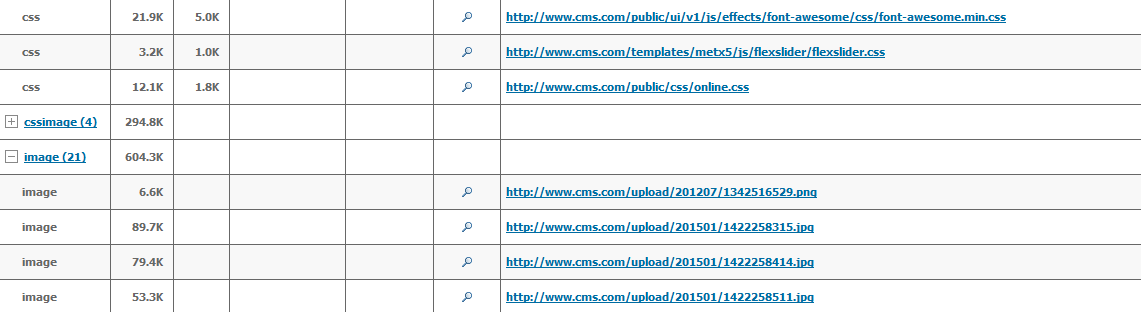 css 21.9K 5.0K http://www.cms.com/public/ui/v1/js/effects/font-awesome/css/font-awesome.min.css
css 3.2K 1.0K http://www.cms.com/templates/metx5/js/flexslider/flexslider.css
css 12.1K 1.8K http://www.cms.com/public/css/online.css
cssimage (4) 294.8K
image (21) 604.3K
image 6.6K http://www.cms.com/upload/201207/1342516529.png
image 89.7K http://www.cms.com/upload/201501/1422258315.jpg
image 79.4K http://www.cms.com/upload/201501/1422258414.jpg
image 53.3K http://www.cms.com/upload/201501/1422258511.jpg